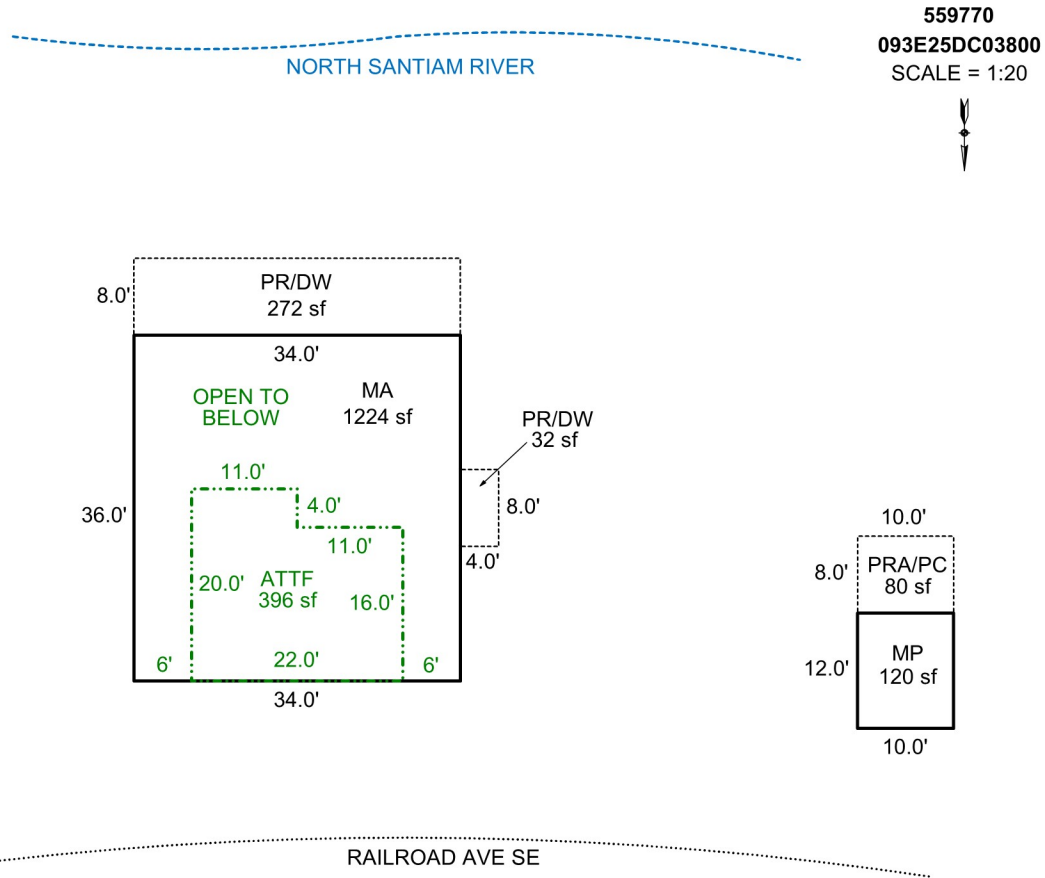 559770
093E25DC03800
SCALE = 1:20
NORTH SANTIAM RIVER
8.0'
PR/DW
272 sf
34.0'
OPEN TO
BELOW
MA
1224 sf
PR/DW
32 sf
11.0'
4.0'
8.0'
36.0'
11.0'
4.0'
20.0'
ATTF
396 sf
16.0'
6'
22.0'
6'
34.0'
10.0'
8.0'
PRA/PC
80 sf
12.0'
MP
120 sf
10.0'
RAILROAD AVE SE